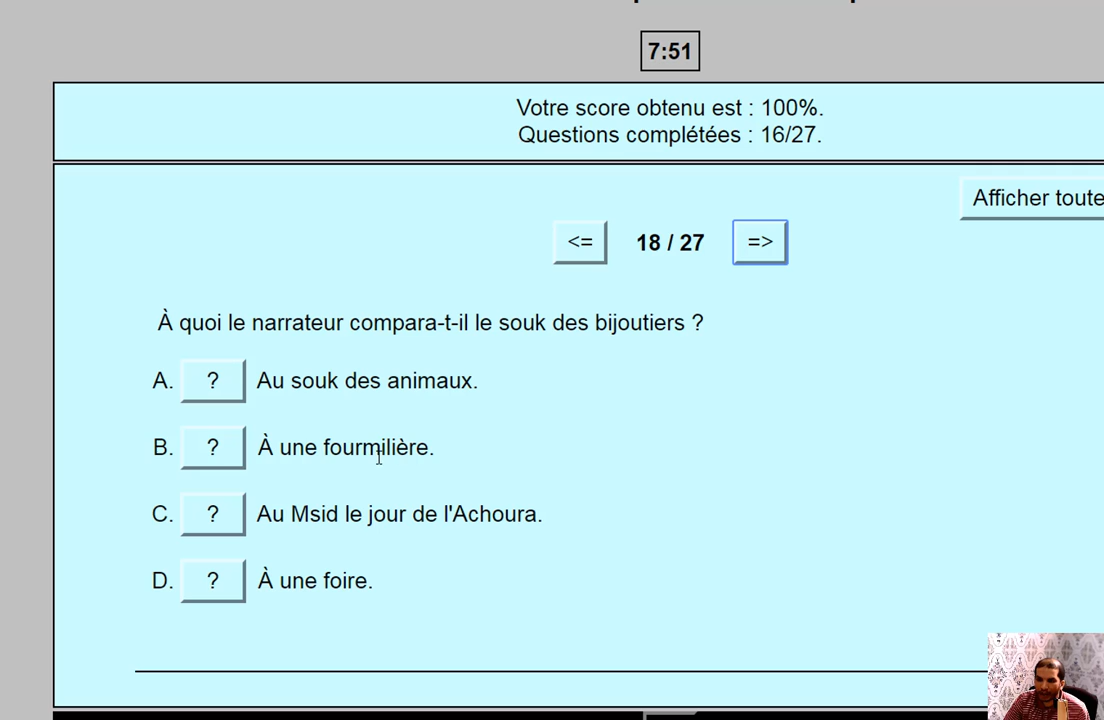 7:51
Votre score obtenu est : 100%.
Questions complétées : 16/27.
Afficher toute
<= 18 / 27 =>
À quoi le narrateur compara-t-il le souk des bijoutiers ?
A. ? Au souk des animaux.
B. ? À une fourmilière.
C. ? Au Msid le jour de l'Achoura.
D. ? À une foire.